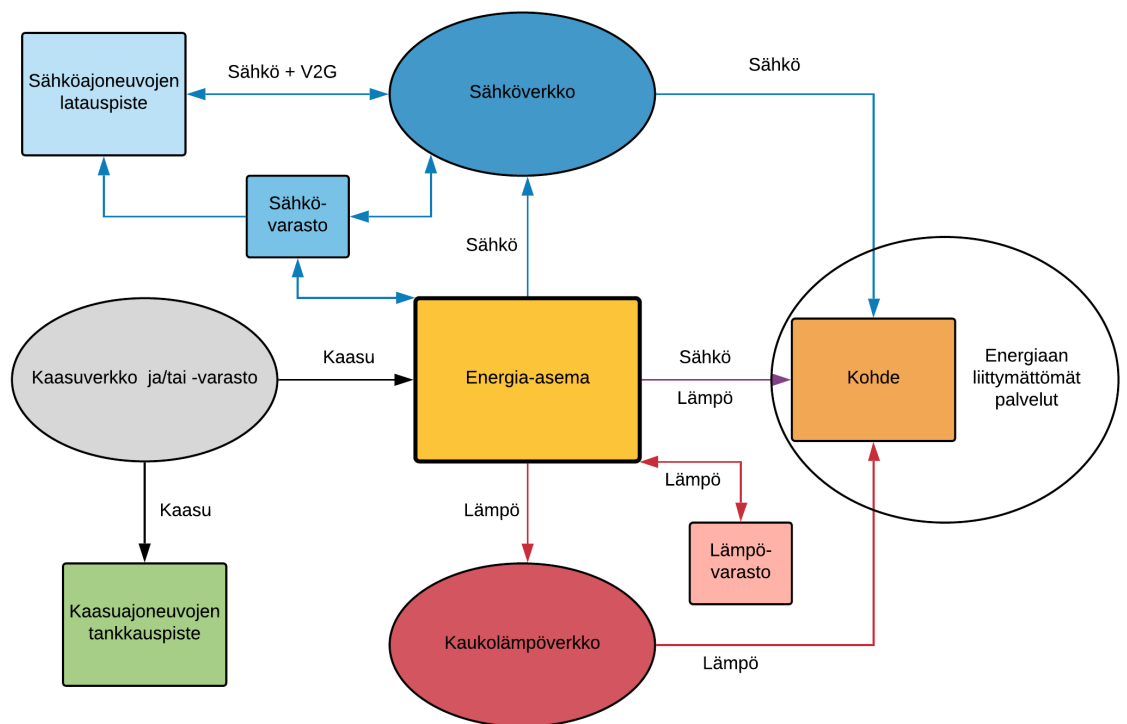 Sähköajoneuvojen
latauspiste
Sähkö + V2G
Sähköverkko
Sähkö
Sähkö-
varasto
Sähkö
Kaasuverkko ja/tai -varasto
Kaasu
Energia-asema
Sähkö
Lämpö
Kohde
Energiaan
liittymättömät
palvelut
Kaasu
Lämpö
Lämpö
Lämpö-
varasto
Kaasuajoneuvojen
tankkauspiste
Kaukolämpöverkko
Lämpö